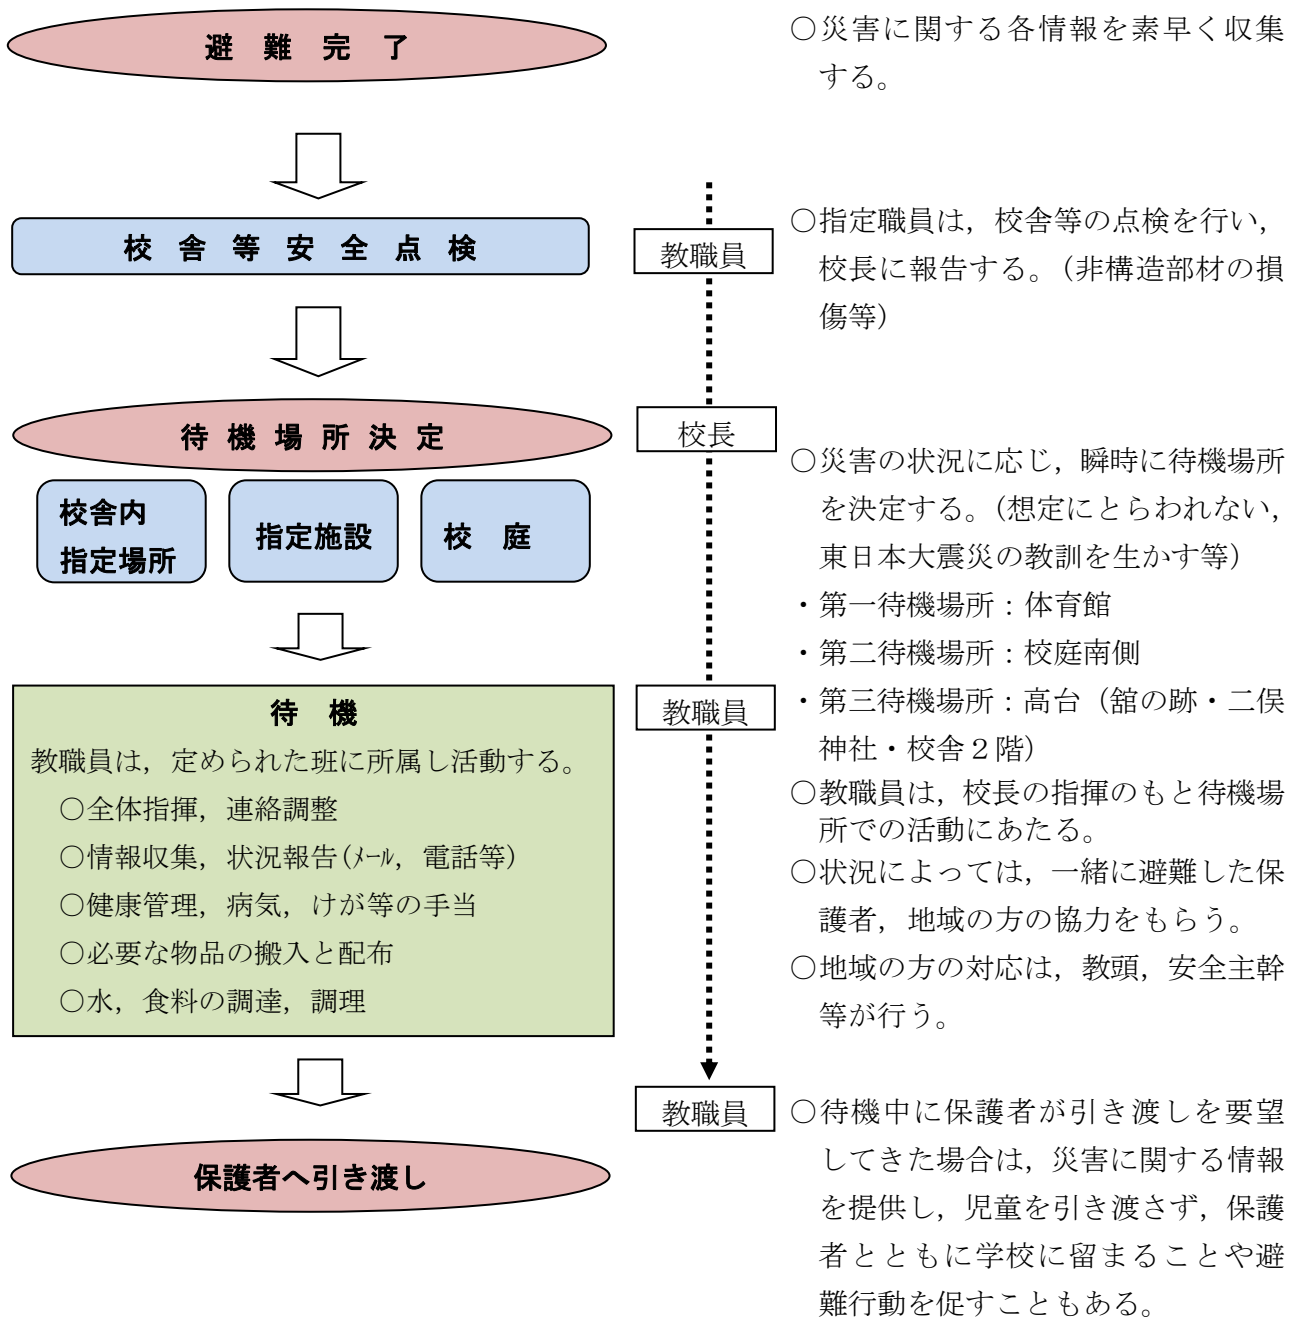 避難完了
○災害に関する各情報を素早く収集
する。
校舎等安全点検
教職員
○指定職員は，校舎等の点検を行い，
校長に報告する。（非構造部材の損
傷等）
待機場所決定
校長
校舎内
指定場所
指定施設
校庭
○災害の状況に応じ，瞬時に待機場所
を決定する。（想定にとらわれない，
東日本大震災の教訓を生かす等）
・第一待機場所：体育館
・第二待機場所：校庭南側
・第三待機場所：高台（舘の跡・二俣
神社・校舎２階）
待機
教職員は，定められた班に所属し活動する。
○全体指揮，連絡調整
○情報収集，状況報告(ﾒｰﾙ，電話等）
○健康管理，病気，けが等の手当
○必要な物品の搬入と配布
○水，食料の調達，調理
教職員
○教職員は，校長の指揮のもと待機場
所での活動にあたる。
○状況によっては，一緒に避難した保
護者，地域の方の協力をもらう。
○地域の方の対応は，教頭，安全主幹
等が行う。
保護者へ引き渡し
教職員
○待機中に保護者が引き渡しを要望
してきた場合は，災害に関する情報
を提供し，児童を引き渡さず，保護
者とともに学校に留まることや避
難行動を促すこともある。